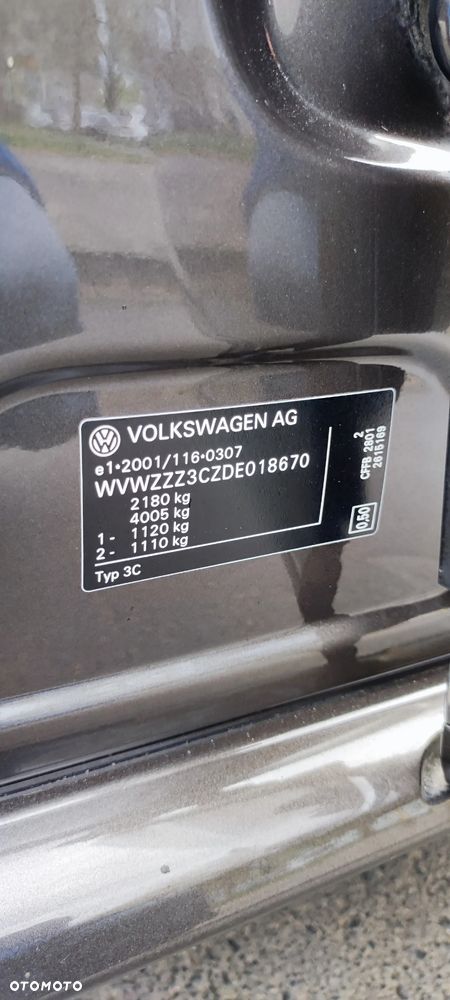 VOLKSWAGEN AG
e1*2001/116*0307
WVWZZZ3CZDE018670
2180 kg
4005 kg
1- 1120 kg
2- 1110 kg
Typ 3C
2
CFFB 2801
2615169
0.50
OTOMOTO